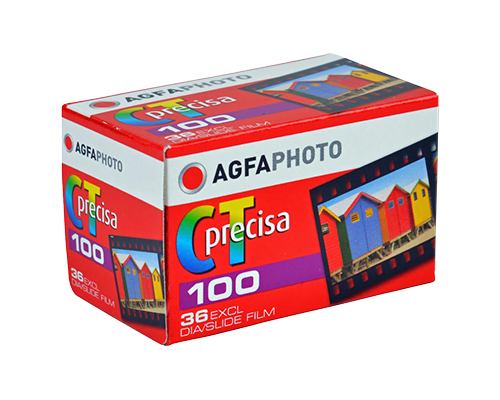 AGFAPHOTO
CT precisa
100
36 EXCL
DIA/SLIDE FILM
AGFAPHOTO
CT precisa
100
36 EXCL
DIA/SLIDE FILM
CT precisa
100
36 EXCL
DIA/SLIDE FILM